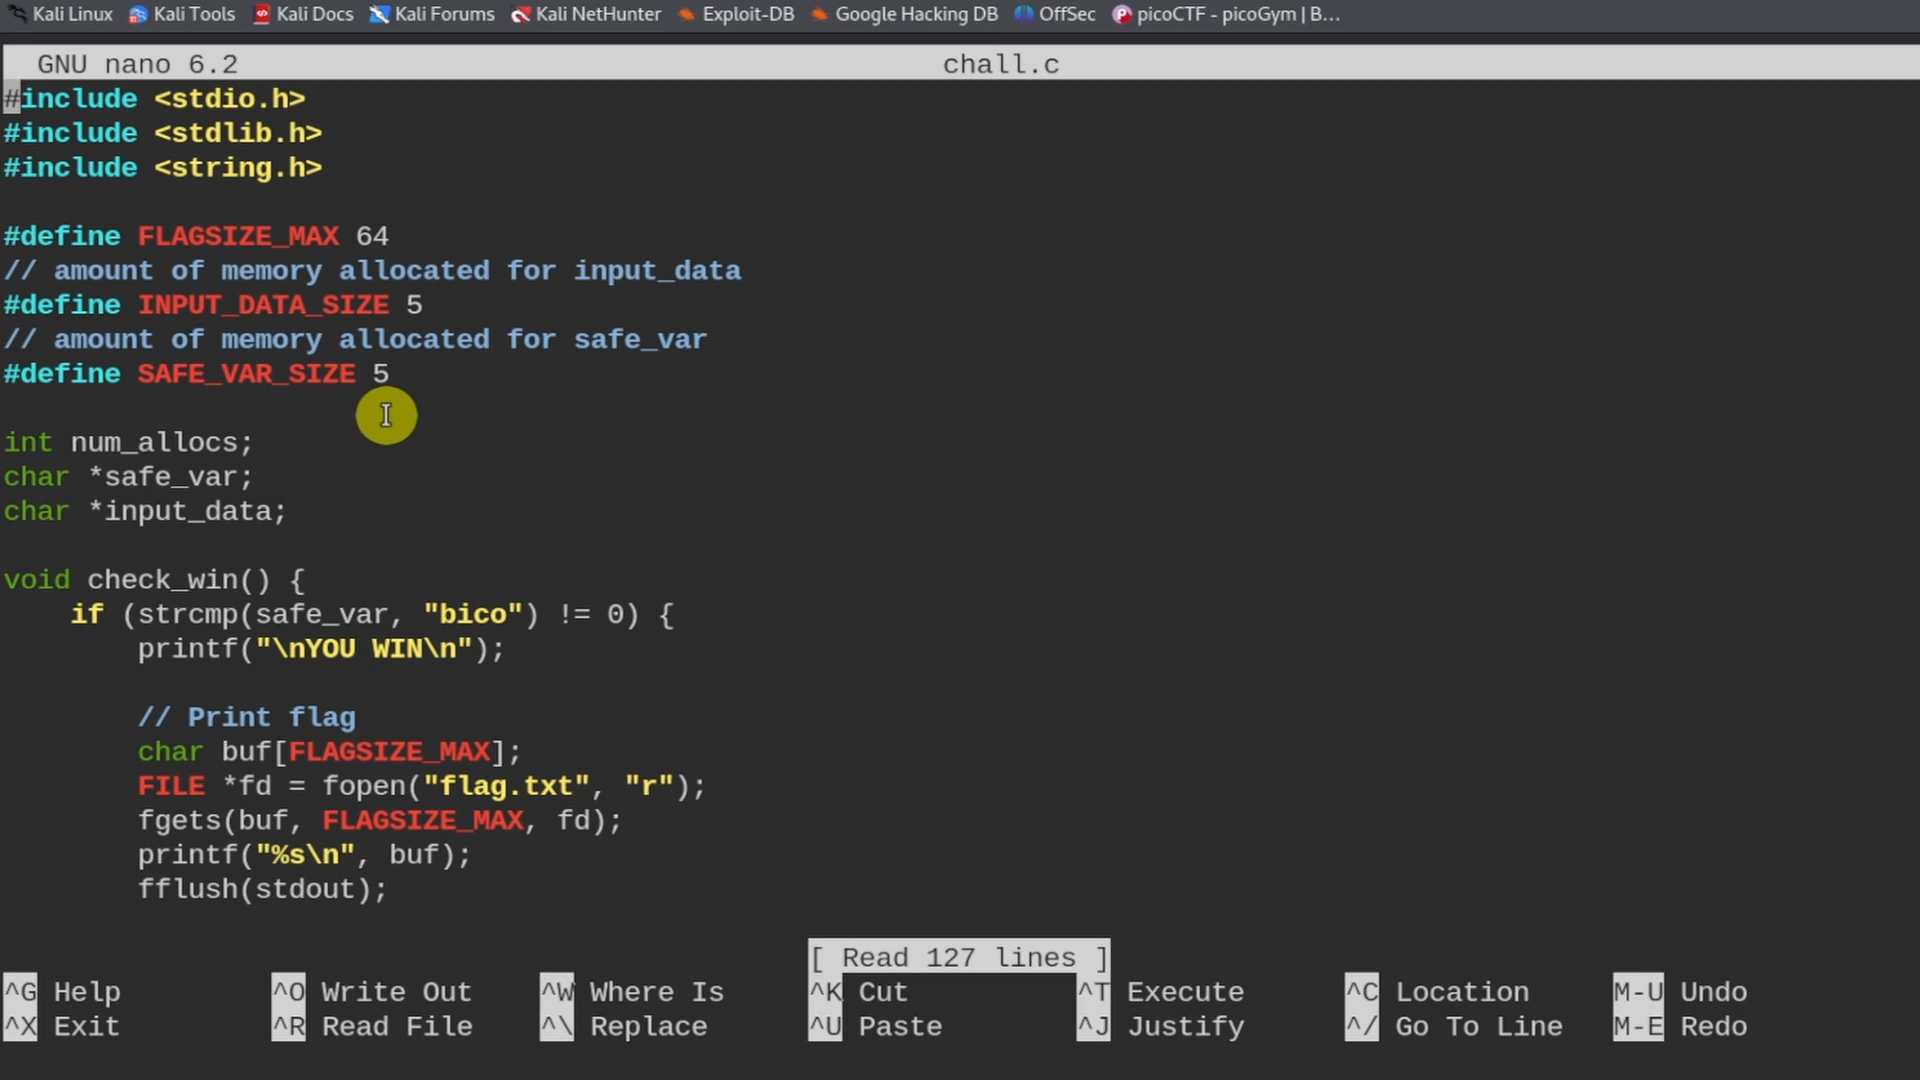 Kali Linux Kali Tools Kali Docs Kali Forums Kali NetHunter Exploit-DB Google Hacking DB OffSec picoCTF - picoGym | B...
GNU nano 6.2 chall.c
#include <stdio.h>
#include <stdlib.h>
#include <string.h>
#define FLAGSIZE_MAX 64
// amount of memory allocated for input_data
#define INPUT_DATA_SIZE 5
// amount of memory allocated for safe_var
#define SAFE_VAR_SIZE 5
int num_allocs;
char *safe_var;
char *input_data;
void check_win() {
    if (strcmp(safe_var, "bico") != 0) {
        printf("\nYOU WIN\n");
        // Print flag
        char buf[FLAGSIZE_MAX];
        FILE *fd = fopen("flag.txt", "r");
        fgets(buf, FLAGSIZE_MAX, fd);
        printf("%s\n", buf);
        fflush(stdout);
[ Read 127 lines ]
^G Help ^O Write Out ^W Where Is ^K Cut ^T Execute ^C Location M-U Undo
^X Exit ^R Read File ^\ Replace ^U Paste ^J Justify ^/ Go To Line M-E Redo